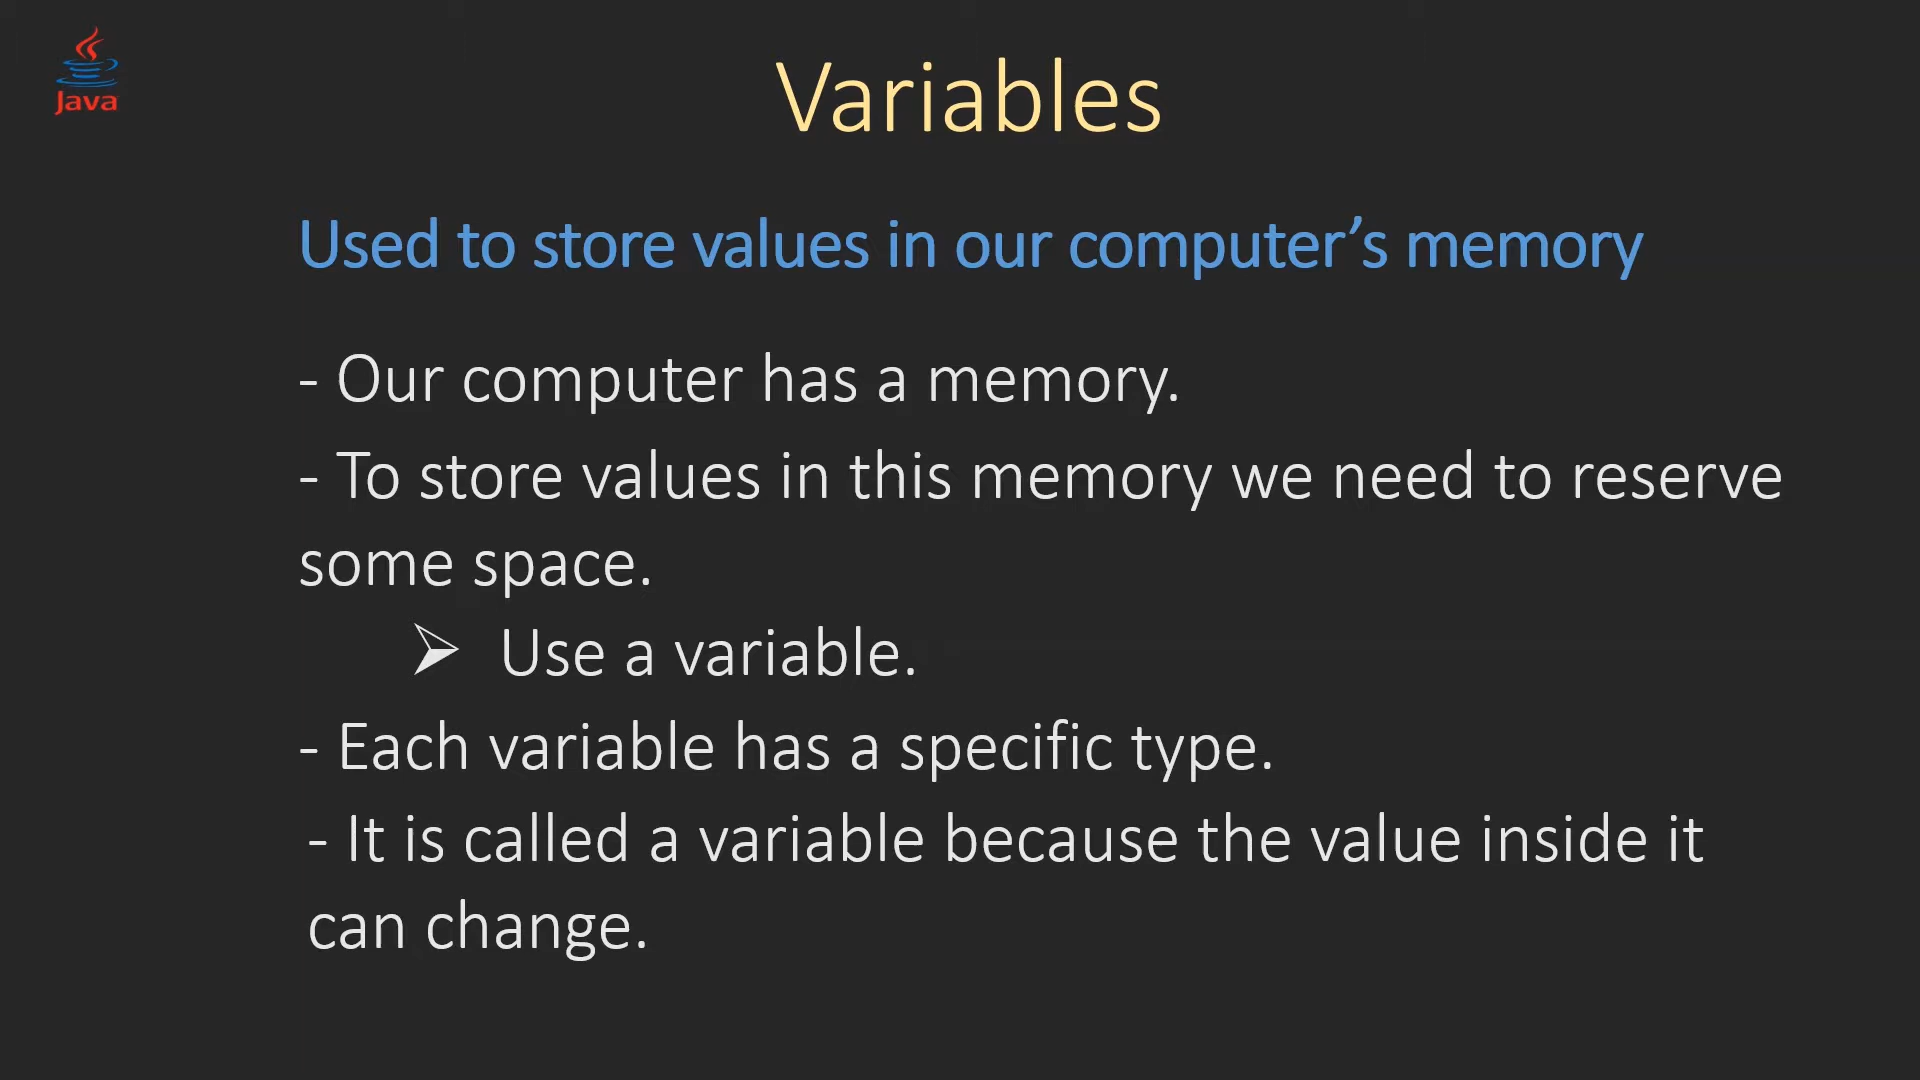 Java
Variables
Used to store values in our computer’s memory
- Our computer has a memory.
- To store values in this memory we need to reserve
some space.
➢ Use a variable.
- Each variable has a specific type.
- It is called a variable because the value inside it
can change.